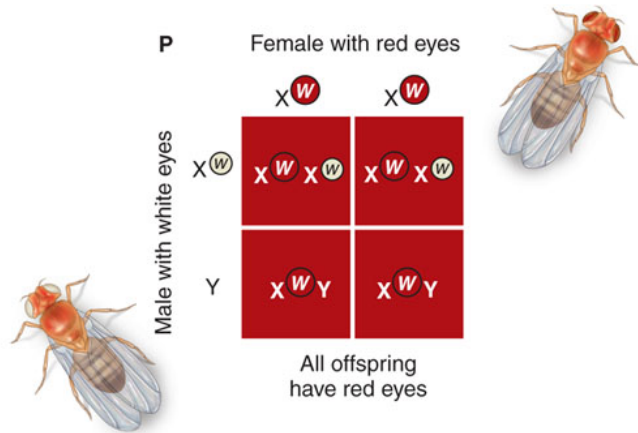 P
Female with red eyes
X W X W
Male with white eyes
X w
X W X w X W X w
Y
X W Y X W Y
All offspring
have red eyes